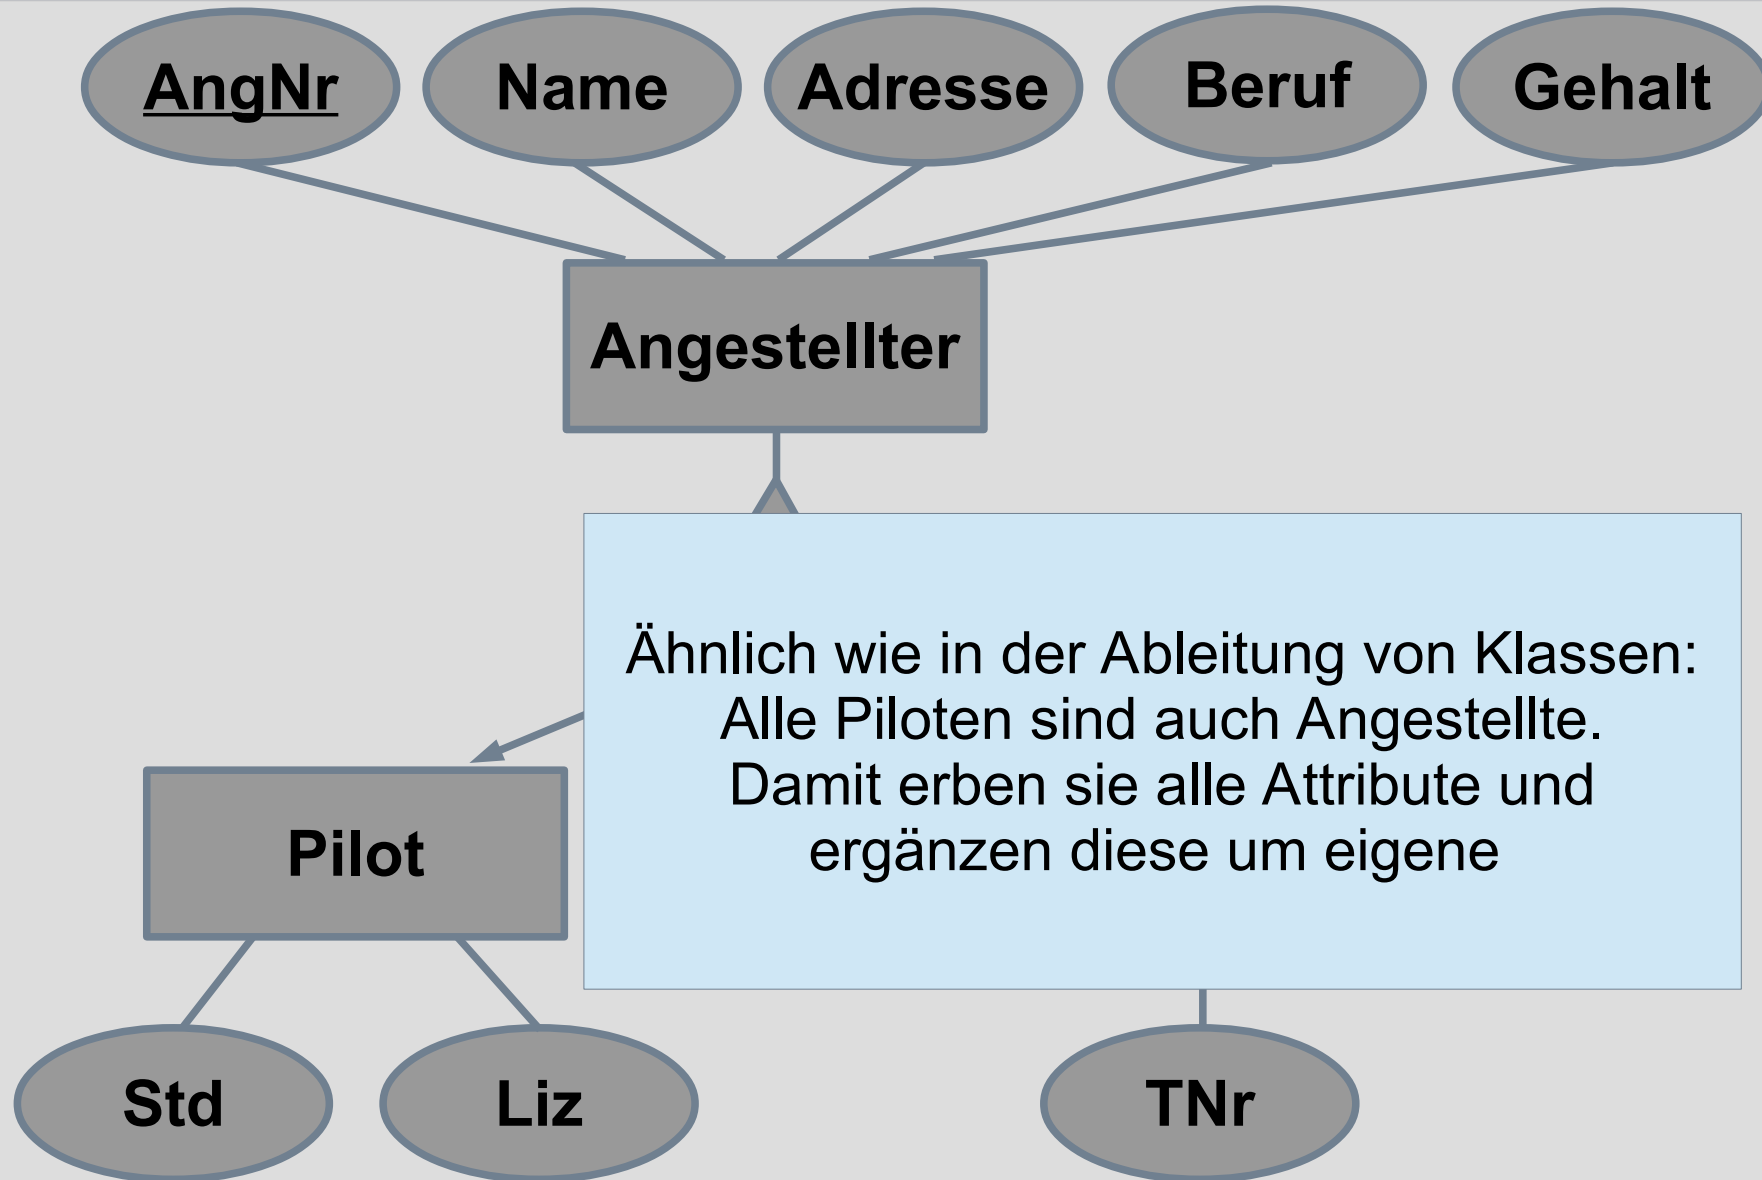 AngNr Name Adresse Beruf Gehalt
Angestellter
Ähnlich wie in der Ableitung von Klassen:
Alle Piloten sind auch Angestellte.
Damit erben sie alle Attribute und
ergänzen diese um eigene
Pilot
Std Liz TNr